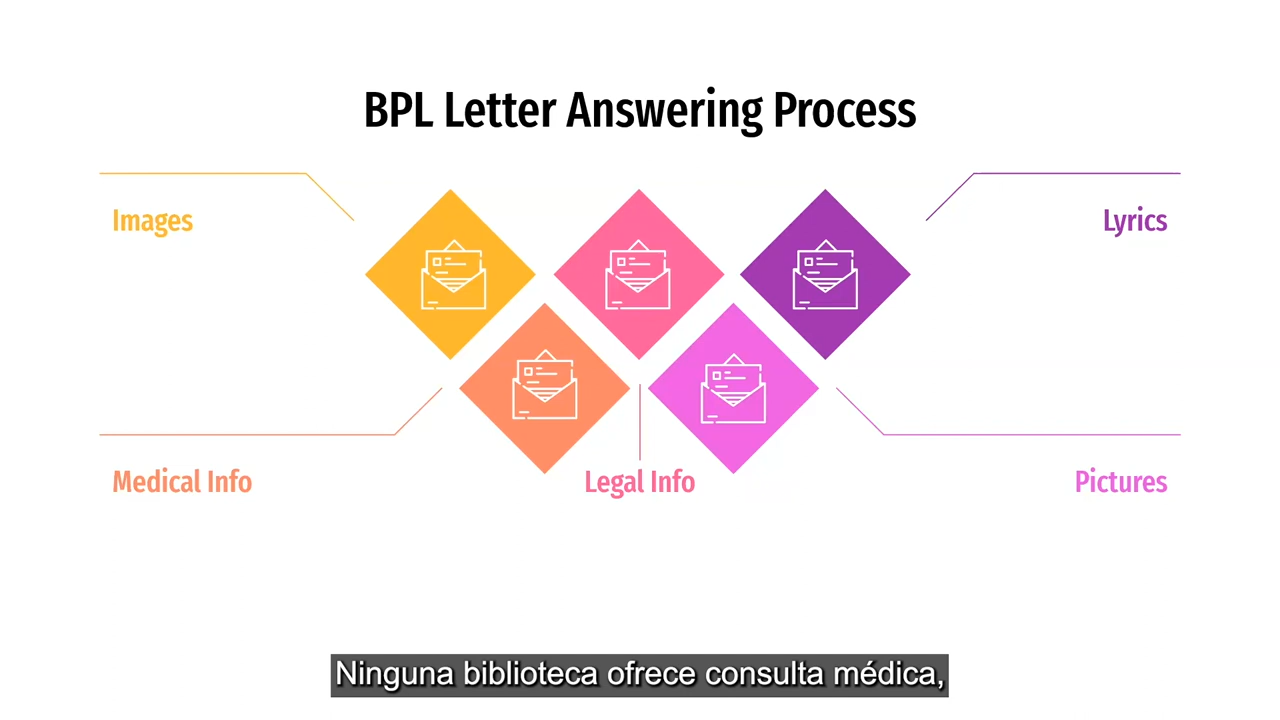 BPL Letter Answering Process
Images
Lyrics
Medical Info
Legal Info
Pictures
Ninguna biblioteca ofrece consulta médica,